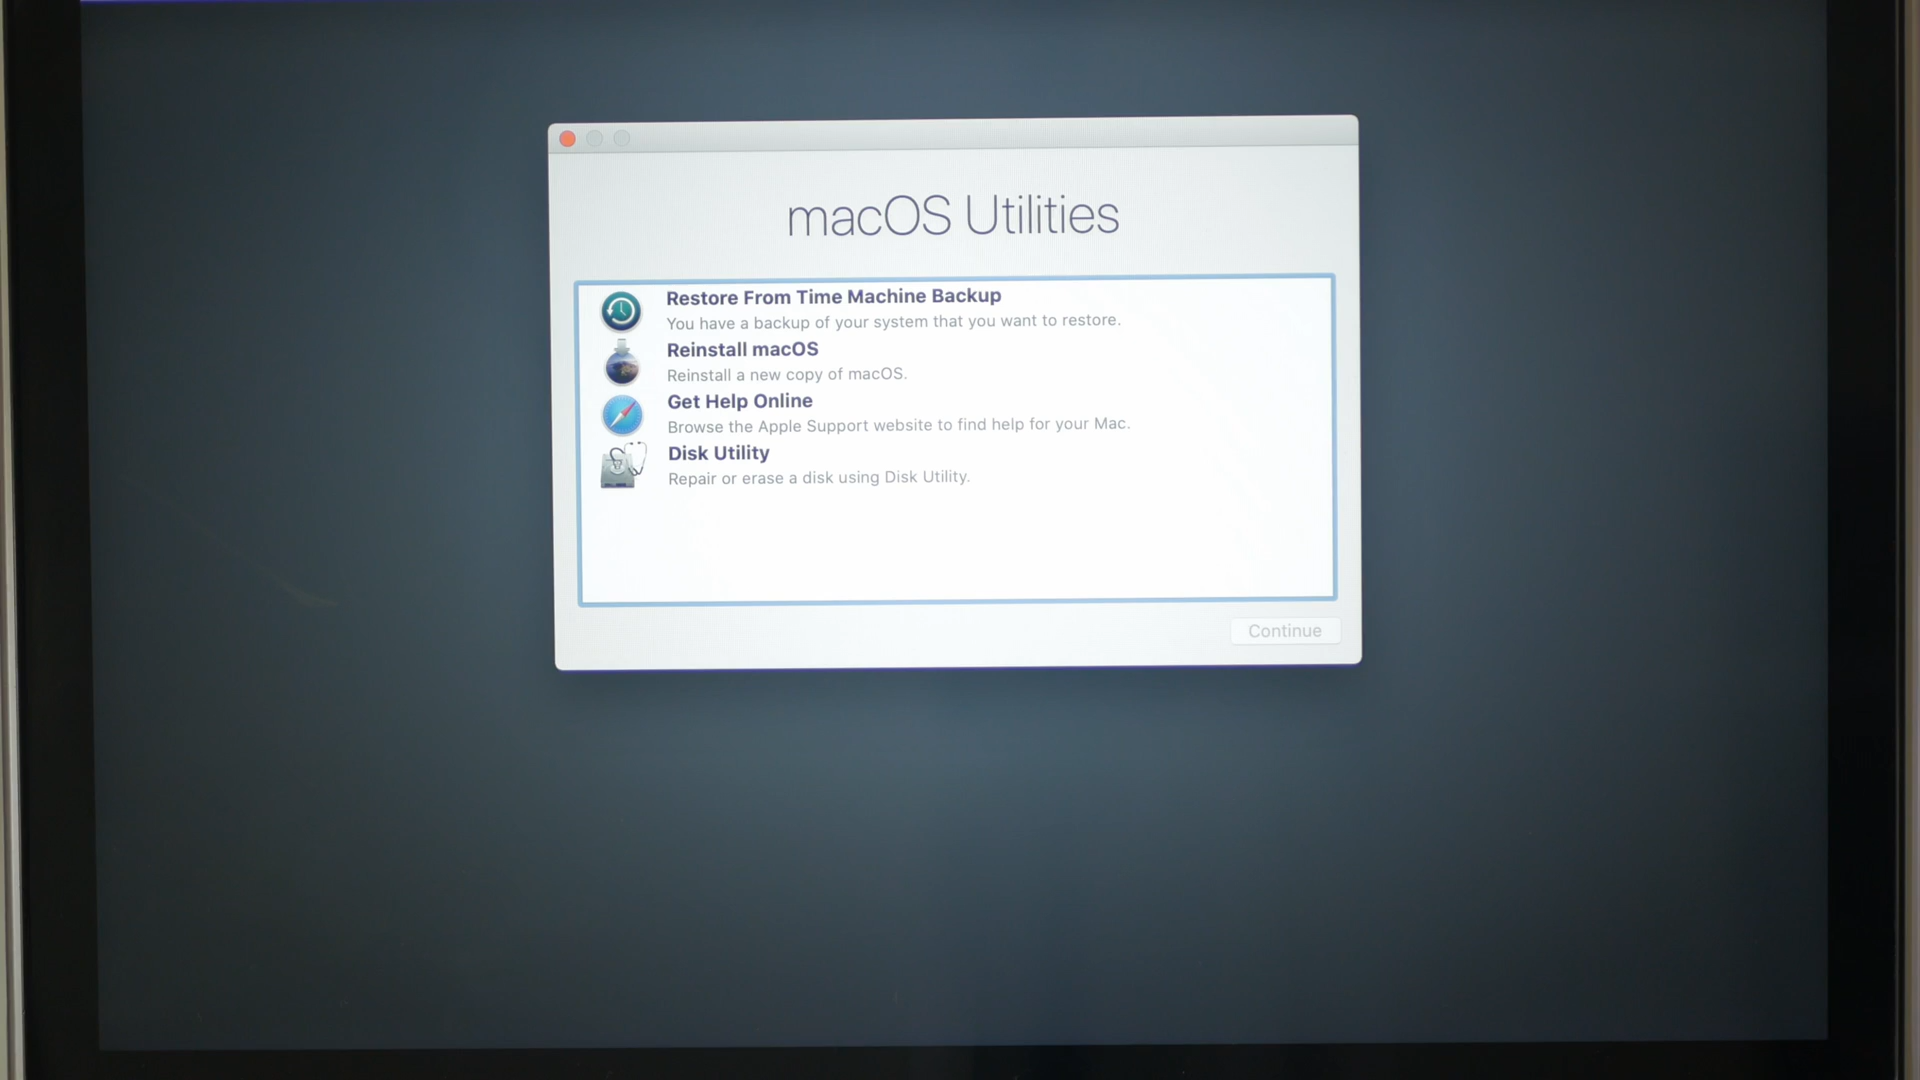 macOS Utilities
Restore From Time Machine Backup
You have a backup of your system that you want to restore.
Reinstall macOS
Reinstall a new copy of macOS.
Get Help Online
Browse the Apple Support website to find help for your Mac.
Disk Utility
Repair or erase a disk using Disk Utility.
Continue